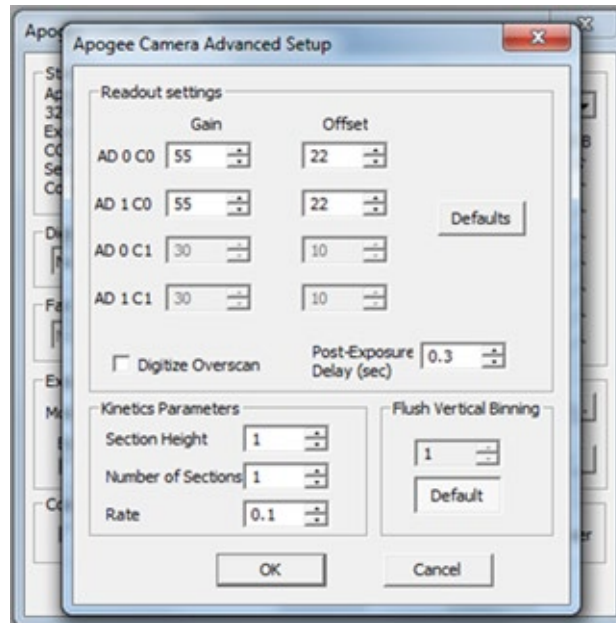 Apog
Apogee Camera Advanced Setup
Readout settings
Gain Offset
AD 0 C0 55 22
AD 1 C0 55 22
Defaults
AD 0 C1 30 10
AD 1 C1 30 10
Digitize Overscan
Post-Exposure
Delay (sec) 0.3
Kinetics Parameters
Section Height 1
Number of Sections 1
Rate 0.1
Flush Vertical Binning
1
Default
OK Cancel